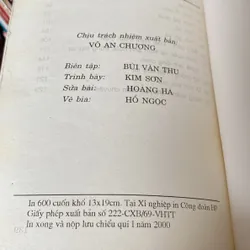 Chịu trách nhiệm xuất bản
VÕ AN CHƯƠNG
Biên tập: BÙI VĂN THU
Trình bày: KIM SƠN
Sửa bài: HOÀNG HÀ
Vẽ bìa: HỒ NGỌC
In 600 cuốn khổ 13x19cm. Tại Xí nghiệp in Công đoàn
Giấy phép xuất bản số 222-CXB/69-VHTT
In xong và nộp lưu chiểu quí I năm 2000